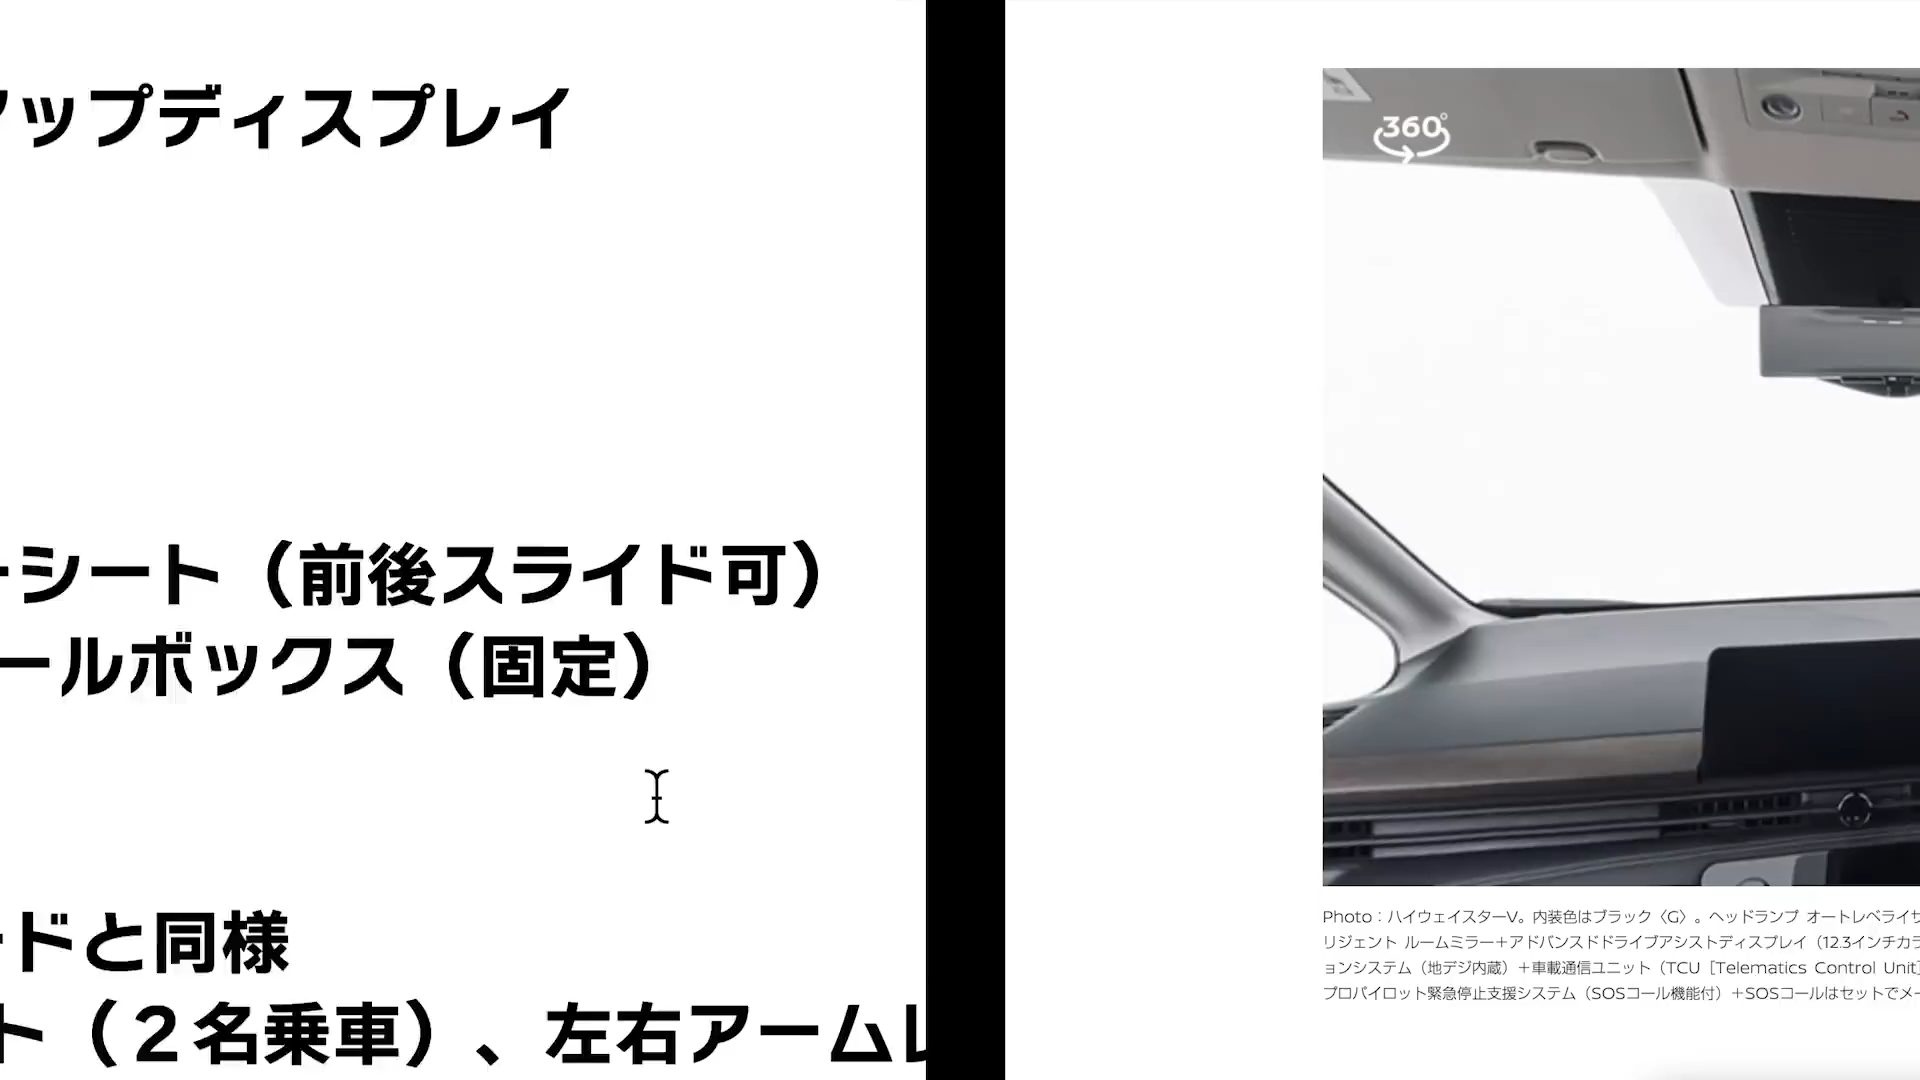 アップディスプレイ
ーシート（前後スライド可）
ールボックス（固定）
ードと同様
ト（２名乗車）、左右アームレ
360°
Photo：ハイウェイスターV。内装色はブラック〈G〉。ヘッドランプ オートレベライザ
リジェント ルームミラー＋アドバンスドドライブアシストディスプレイ（12.3インチカラ
ョンシステム（地デジ内蔵）＋車載通信ユニット（TCU［Telematics Control Unit］
プロパイロット緊急停止支援システム（SOSコール機能付）＋SOSコールはセットでメー